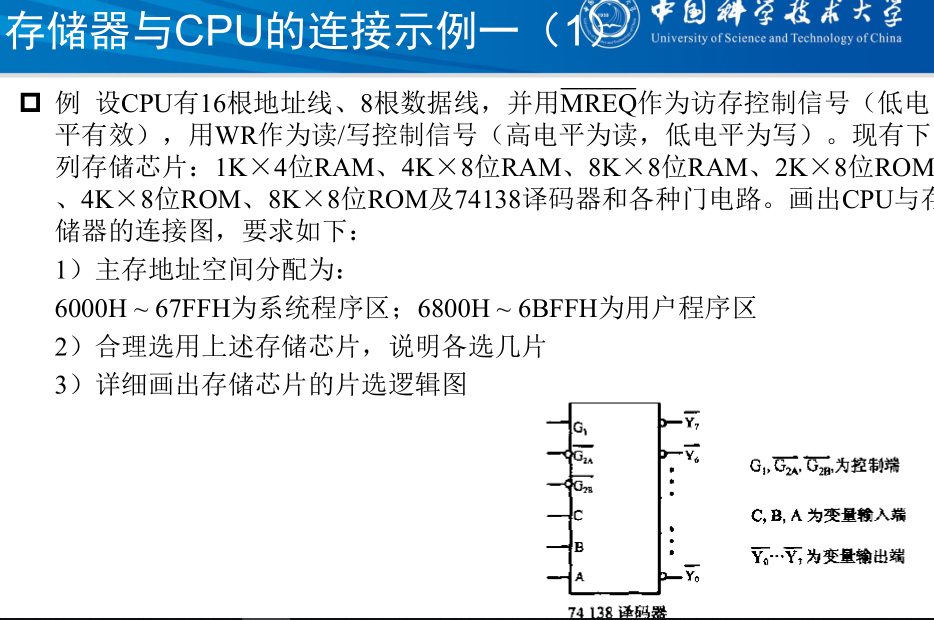 存储器与CPU的连接示例一（1）
中国科学技术大学
University of Science and Technology of China
例 设CPU有16根地址线、8根数据线，并用MREQ作为访存控制信号（低电
平有效），用WR作为读/写控制信号（高电平为读，低电平为写）。现有下
列存储芯片：1K×4位RAM、4K×8位RAM、8K×8位RAM、2K×8位ROM
、4K×8位ROM、8K×8位ROM及74138译码器和各种门电路。画出CPU与存
储器的连接图，要求如下：
1）主存地址空间分配为：
6000H ~ 67FFH为系统程序区；6800H ~ 6BFFH为用户程序区
2）合理选用上述存储芯片，说明各选几片
3）详细画出存储芯片的片选逻辑图
G₁ Y₇
G₂A Y₆
G₂B
C
B
A Y₀
74 138 译码器
G₁, G₂A, G₂B,为控制端
C, B, A 为变量输入端
Y₀…Y₇ 为变量输出端